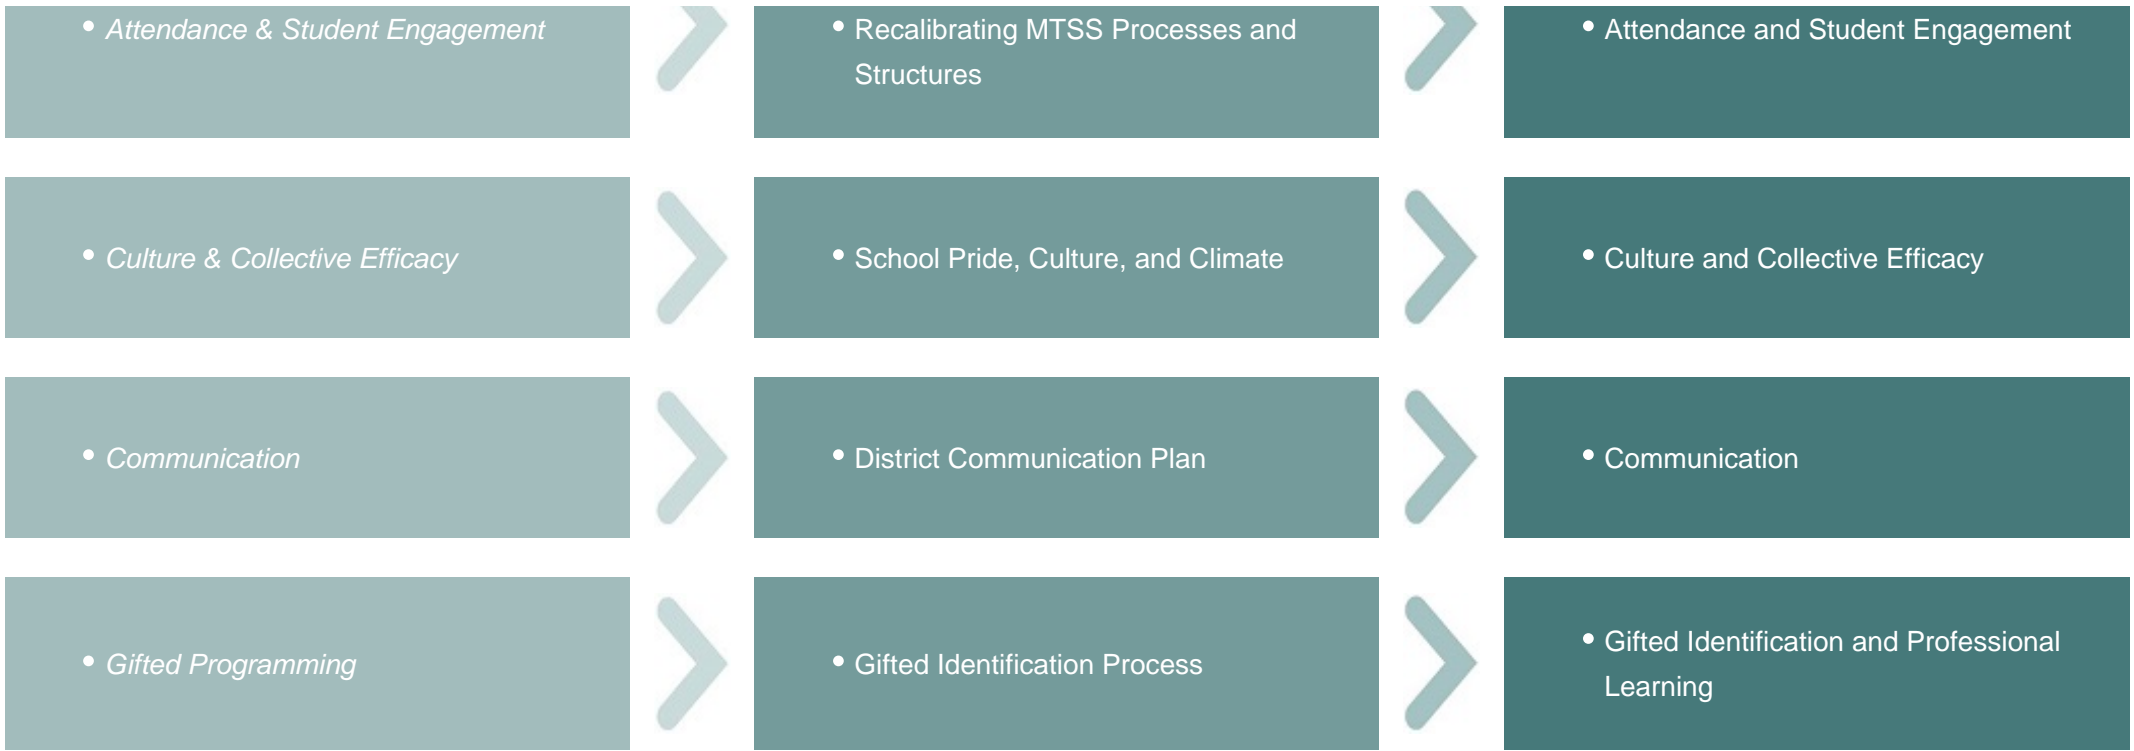 • Attendance & Student Engagement
• Recalibrating MTSS Processes and
Structures
• Attendance and Student Engagement
• Culture & Collective Efficacy
• School Pride, Culture, and Climate
• Culture and Collective Efficacy
• Communication
• District Communication Plan
• Communication
• Gifted Programming
• Gifted Identification Process
• Gifted Identification and Professional
Learning